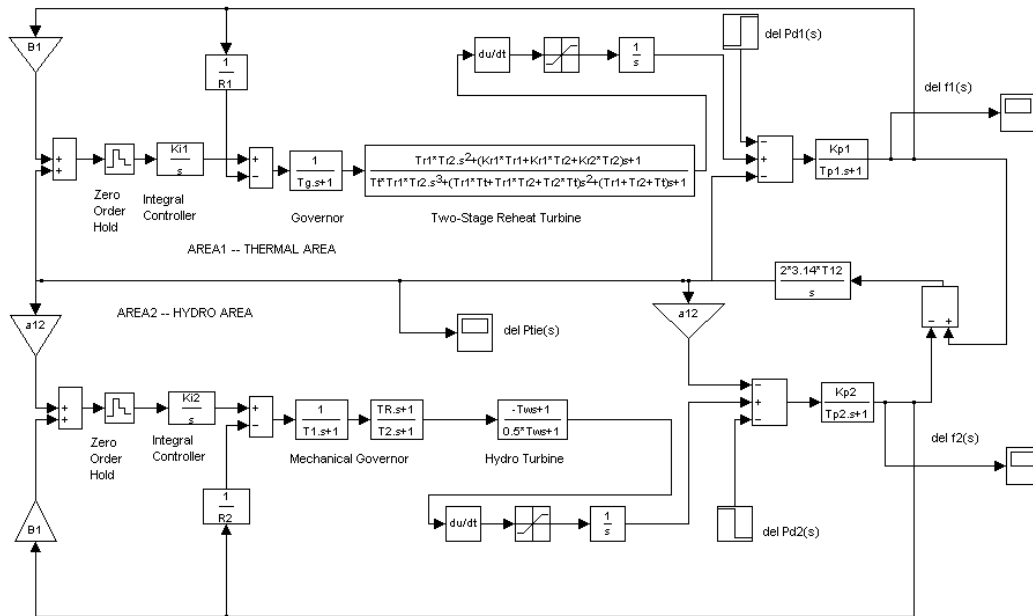 B1
1
R1
du/dt
1
s
del Pd1(s)
del f1(s)
+
+
Ki1
s
+
−
1
Tg.s+1
Tr1*Tr2.s²+(Kr1*Tr1+Kr1*Tr2+Kr2*Tr2)s+1
Tt*Tr1*Tr2.s³+(Tr1*Tt+Tr1*Tr2+Tr2*Tt)s²+(Tr1+Tr2+Tt)s+1
−
+
−
Kp1
Tp1.s+1
Zero
Order
Hold
Integral
Controller
Governor
Two-Stage Reheat Turbine
AREA1 -- THERMAL AREA
2*3.14*T12
s
AREA2 -- HYDRO AREA
a12
a12
− +
del Ptie(s)
+
+
Ki2
s
+
−
1
T1.s+1
TR.s+1
T2.s+1
-Tws+1
0.5*Tws+1
−
+
−
Kp2
Tp2.s+1
Zero
Order
Hold
Integral
Controller
Mechanical Governor
Hydro Turbine
del f2(s)
B1
1
R2
du/dt
1
s
del Pd2(s)